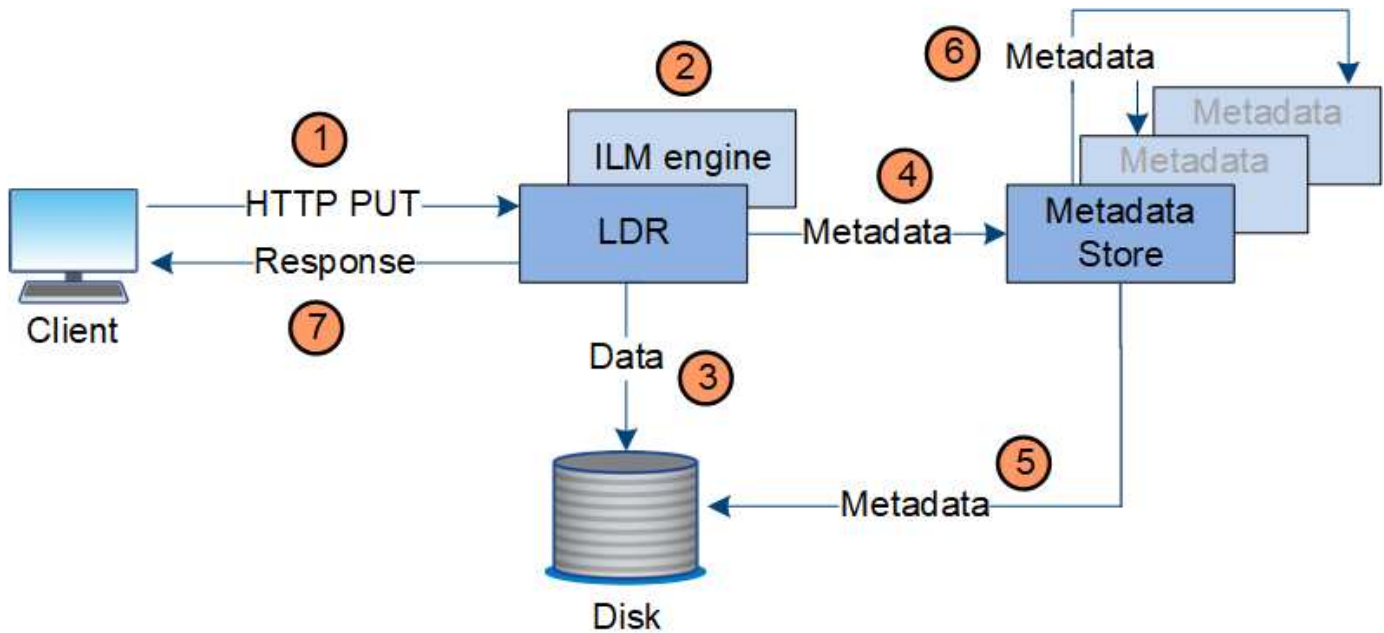 6
Metadata
2
Metadata
1
ILM engine
Metadata
4
HTTP PUT
LDR
Metadata
Metadata
Store
Response
Client
7
Data
3
5
Metadata
Disk